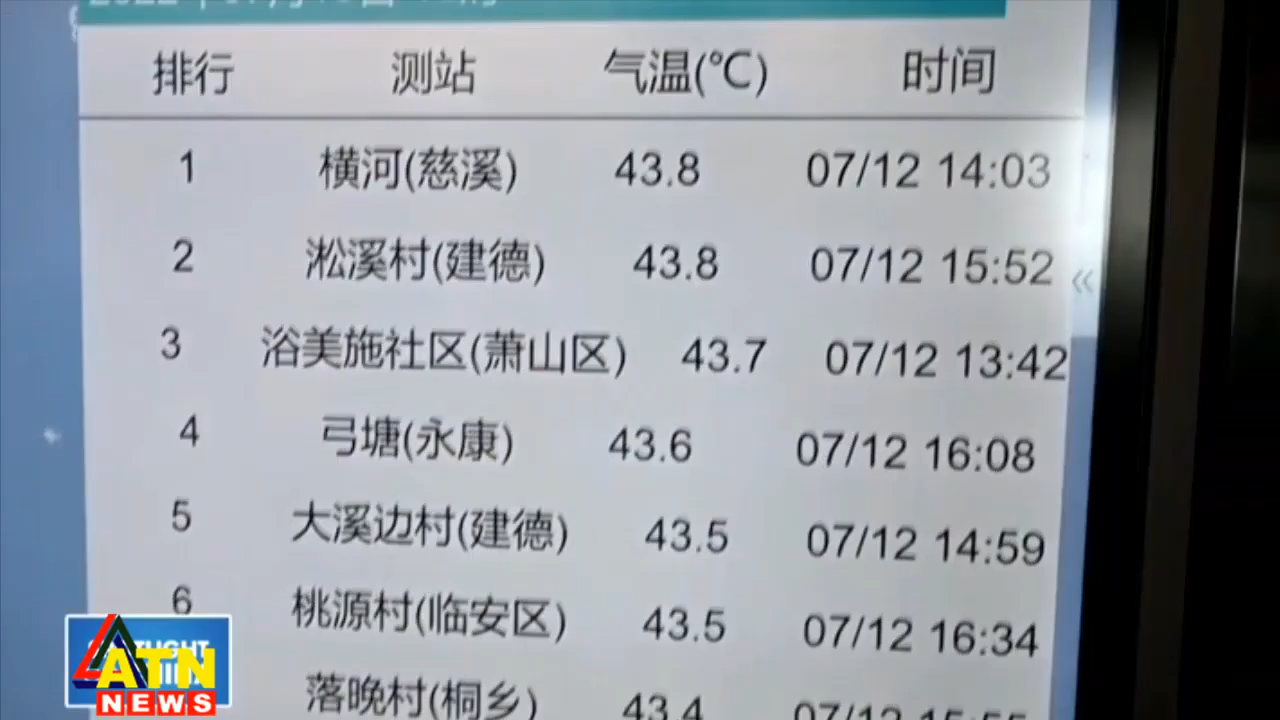 排行 测站 气温(℃) 时间
1 横河(慈溪) 43.8 07/12 14:03
2 淞溪村(建德) 43.8 07/12 15:52
3 浴美施社区(萧山区) 43.7 07/12 13:42
4 弓塘(永康) 43.6 07/12 16:08
5 大溪边村(建德) 43.5 07/12 14:59
6 桃源村(临安区) 43.5 07/12 16:34
落晚村(桐乡) 43.4 07/12 15:55
ATN
NEWS